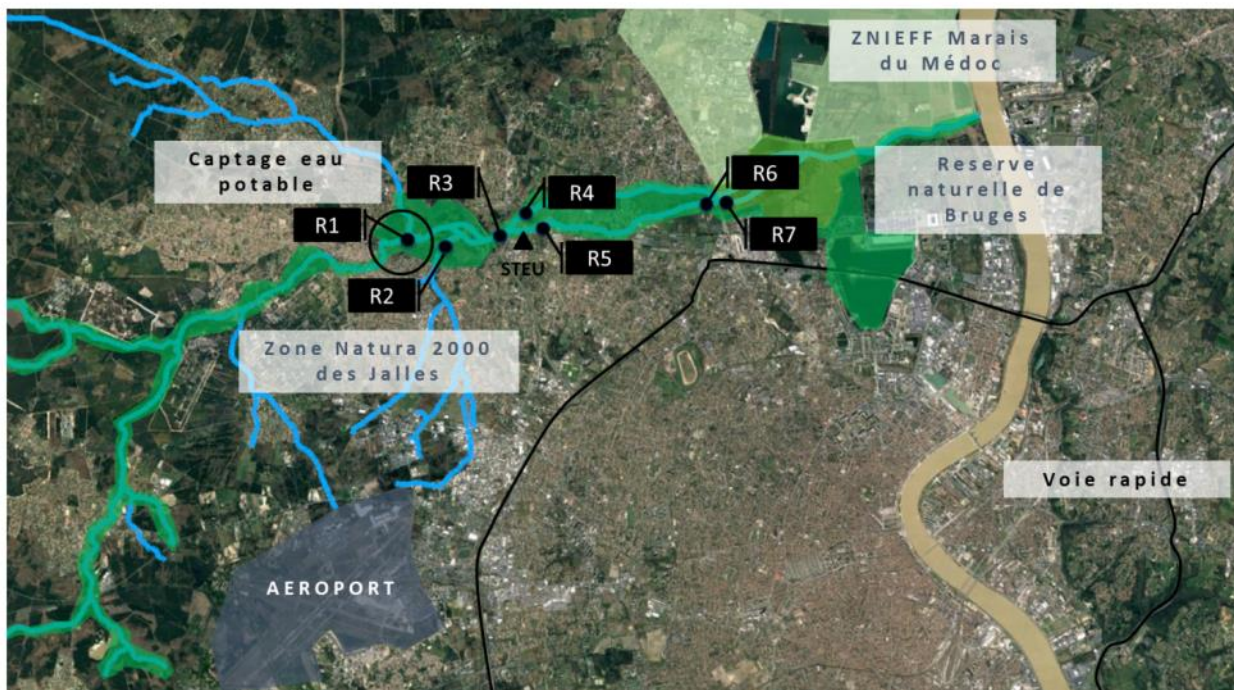 ZNIEFF Marais
du Médoc
Captage eau
potable
R3
R4
R6
Reserve
naturelle de
Bruges
R1
R7
R5
STEU
R2
Zone Natura 2000
des Jalles
Voie rapide
AEROPORT